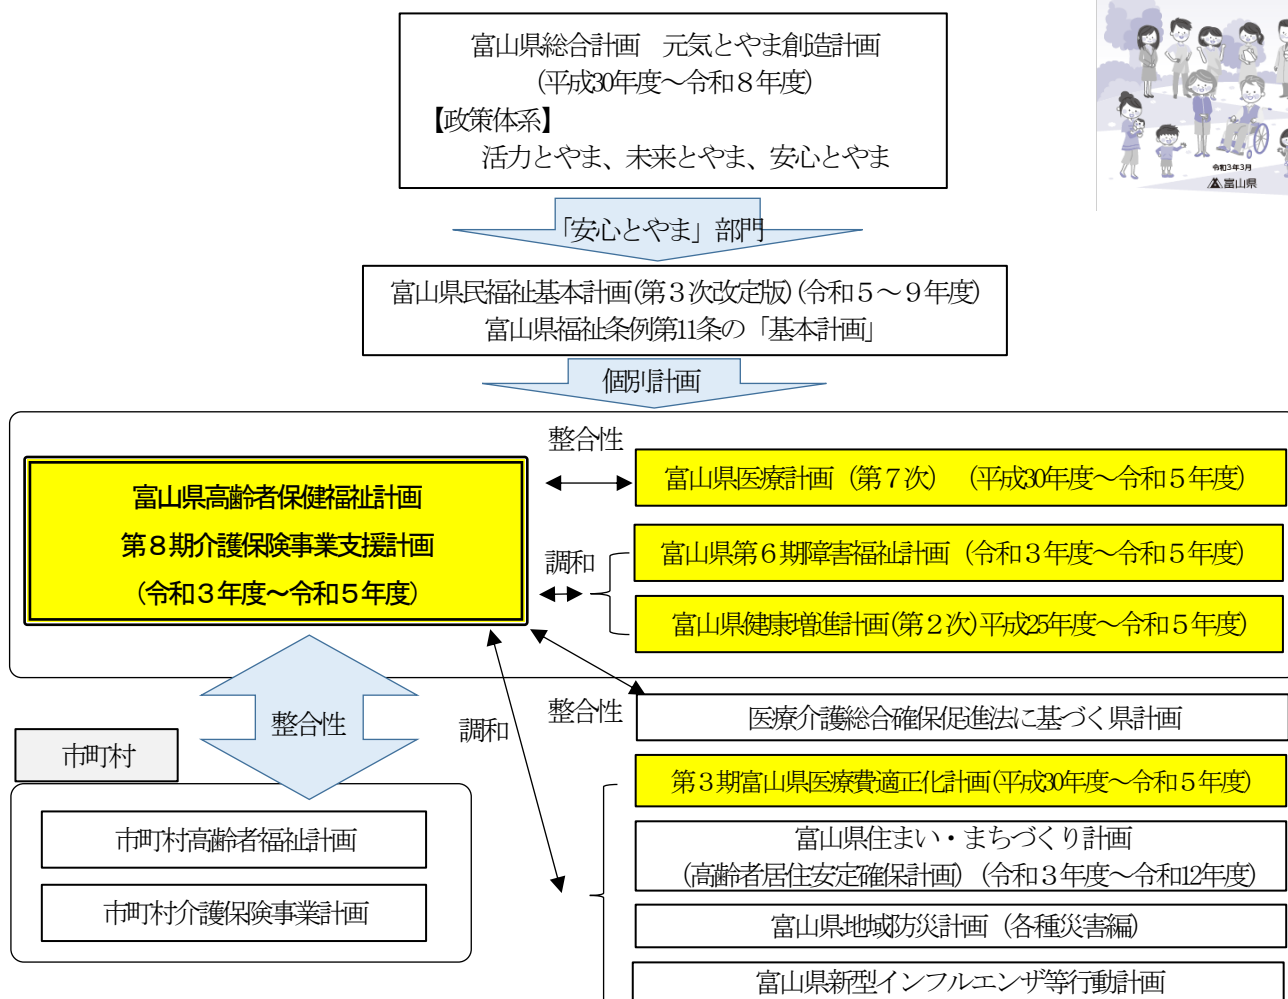 富山県総合計画　元気とやま創造計画
(平成30年度～令和８年度)
【政策体系】
活力とやま、未来とやま、安心とやま
令和3年3月
富山県
「安心とやま」部門
富山県民福祉基本計画(第３次改定版)(令和５～９年度)
富山県福祉条例第11条の「基本計画」
個別計画
整合性
富山県高齢者保健福祉計画
第８期介護保険事業支援計画
(令和３年度～令和５年度)
富山県医療計画（第７次）　（平成30年度～令和５年度）
調和
富山県第６期障害福祉計画（令和３年度～令和５年度）
富山県健康増進計画(第２次)平成25年度～令和５年度)
整合性
調和
整合性
医療介護総合確保促進法に基づく県計画
市町村
第３期富山県医療費適正化計画(平成30年度～令和５年度)
富山県住まい・まちづくり計画
(高齢者居住安定確保計画)（令和３年度～令和12年度）
市町村高齢者福祉計画
市町村介護保険事業計画
富山県地域防災計画（各種災害編）
富山県新型インフルエンザ等行動計画